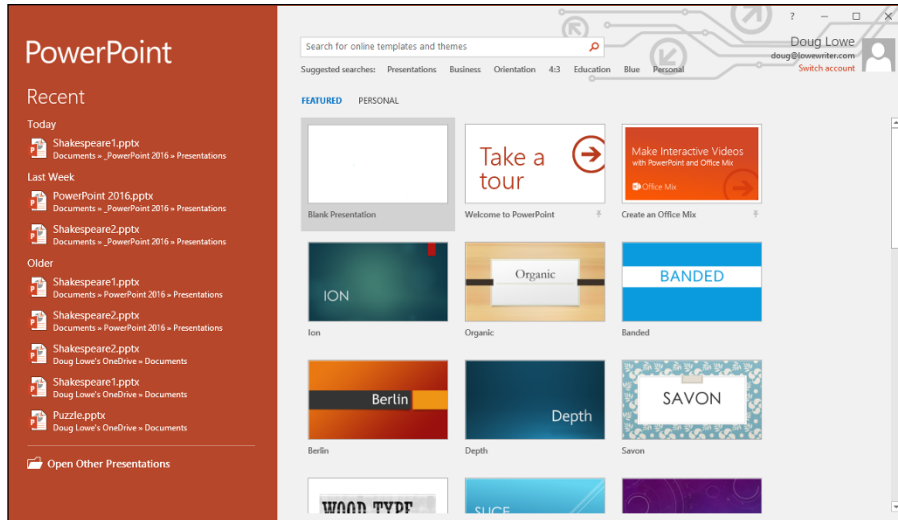 PowerPoint
Recent
Today
Shakespeare1.pptx
Documents » _PowerPoint 2016 » Presentations
Last Week
PowerPoint 2016.pptx
Documents » _PowerPoint 2016 » Presentations
Shakespeare2.pptx
Documents » _PowerPoint 2016 » Presentations
Older
Shakespeare1.pptx
Documents » PowerPoint 2016 » Presentations
Shakespeare2.pptx
Documents » PowerPoint 2016 » Presentations
Shakespeare2.pptx
Doug Lowe's OneDrive » Documents
Shakespeare1.pptx
Doug Lowe's OneDrive » Documents
Puzzle.pptx
Doug Lowe's OneDrive » Documents
Open Other Presentations
?
Doug Lowe
doug@lowewriter.com
Switch account
Search for online templates and themes
Suggested searches: Presentations Business Orientation 4:3 Education Blue Personal
FEATURED PERSONAL
Take a
tour
Make Interactive Videos
with PowerPoint and Office Mix
Office Mix
Blank Presentation
Welcome to PowerPoint
Create an Office Mix
ION
Organic
BANDED
Ion
Organic
Banded
Berlin
Depth
SAVON
Berlin
Depth
Savon
WOOD TYPE
SLICE